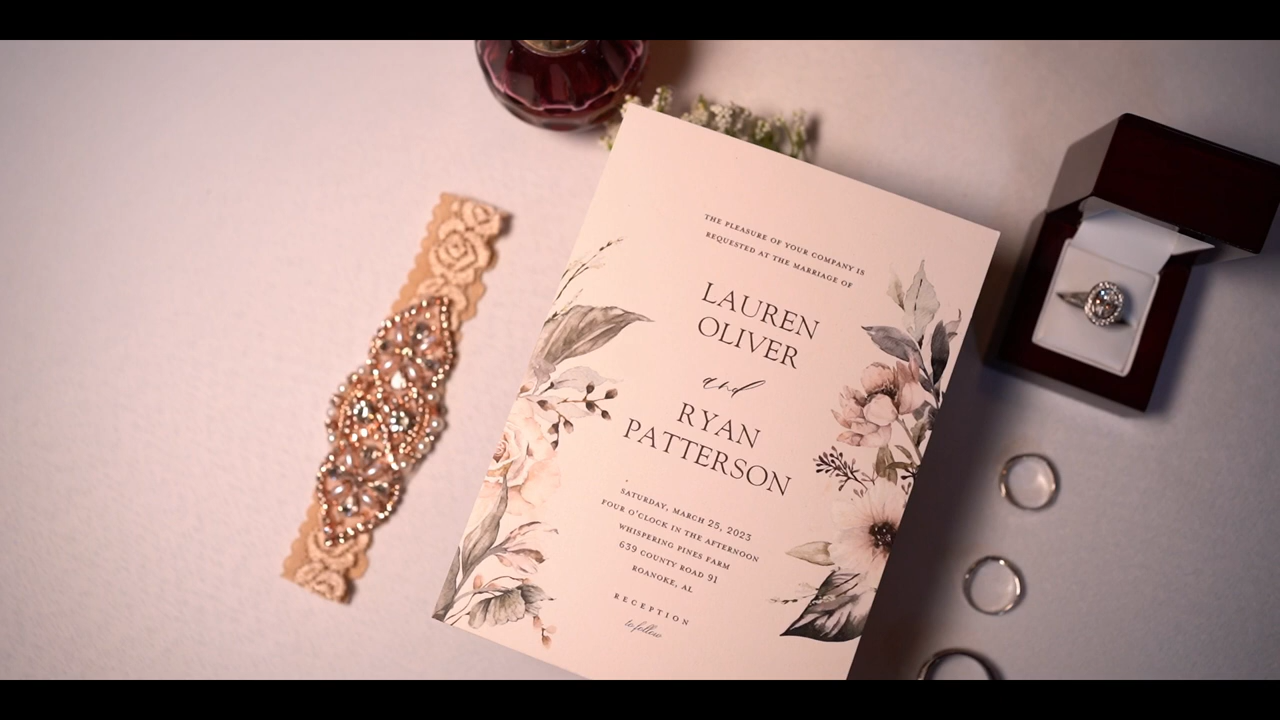 THE PLEASURE OF YOUR COMPANY IS
REQUESTED AT THE MARRIAGE OF
LAUREN
OLIVER
and
RYAN
PATTERSON
SATURDAY, MARCH 25, 2023
FOUR O'CLOCK IN THE AFTERNOON
WHISPERING PINES FARM
639 COUNTY ROAD 91
ROANOKE, AL
RECEPTION
to follow